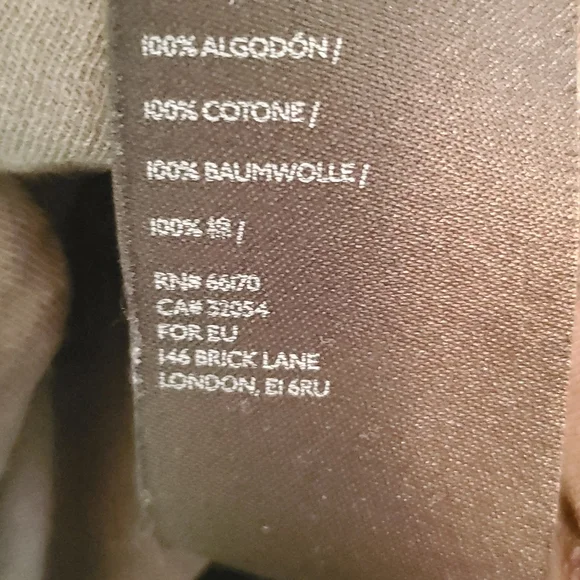 100% ALGODÓN /
100% COTONE /
100% BAUMWOLLE /
100% 棉 /
RN# 66170
CA# 32054
FOR EU
146 BRICK LANE
LONDON, E1 6RU